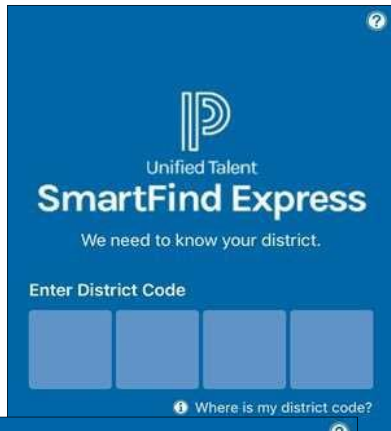 ?
Unified Talent
SmartFind Express
We need to know your district.
Enter District Code
i Where is my district code?
?